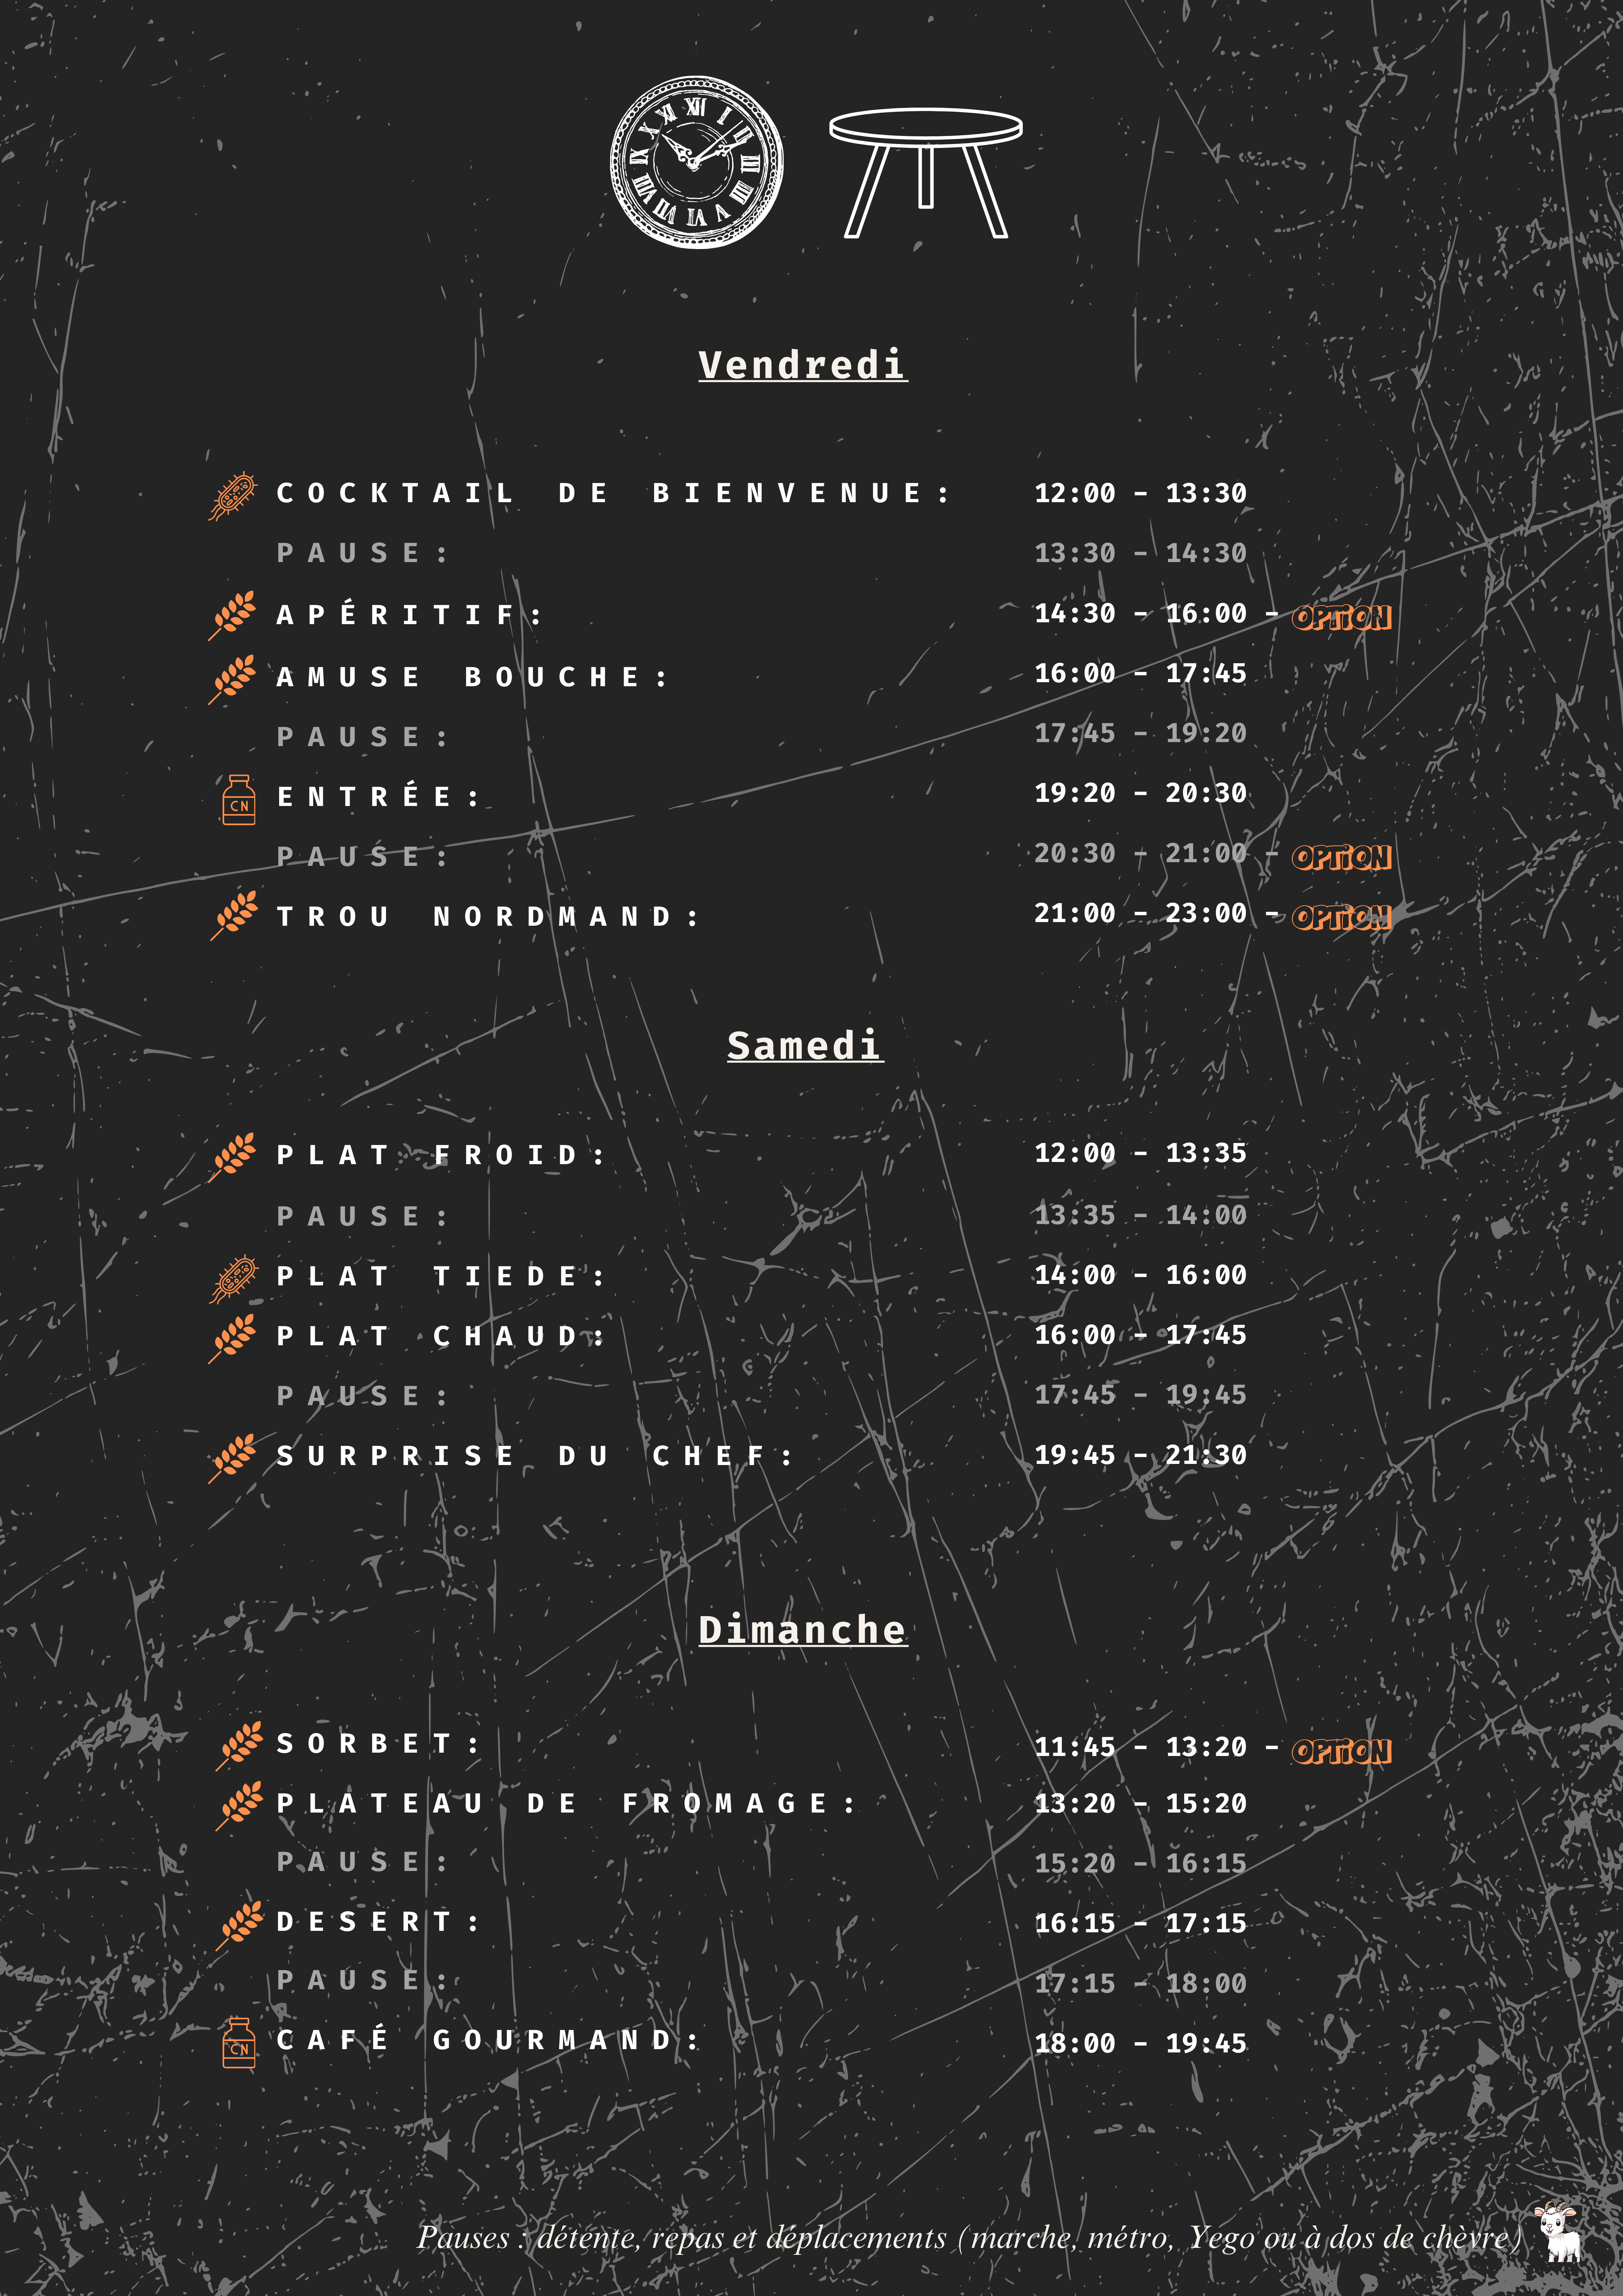 Vendredi
COCKTAIL DE BIENVENUE: 12:00 - 13:30
PAUSE: 13:30 - 14:30
APÉRITIF: 14:30 - 16:00 - OPTION
AMUSE BOUCHE: 16:00 - 17:45
PAUSE: 17:45 - 19:20
CN ENTRÉE: 19:20 - 20:30
PAUSE: 20:30 - 21:00 - OPTION
TROU NORDMAND: 21:00 - 23:00 - OPTION
Samedi
PLAT FROID: 12:00 - 13:35
PAUSE: 13:35 - 14:00
PLAT TIEDE: 14:00 - 16:00
PLAT CHAUD: 16:00 - 17:45
PAUSE: 17:45 - 19:45
SURPRISE DU CHEF: 19:45 - 21:30
Dimanche
SORBET: 11:45 - 13:20 - OPTION
PLATEAU DE FROMAGE: 13:20 - 15:20
PAUSE: 15:20 - 16:15
DESERT: 16:15 - 17:15
PAUSE: 17:15 - 18:00
CN CAFÉ GOURMAND: 18:00 - 19:45
Pauses : détente, repas et déplacements (marche, métro, Yego ou à dos de chèvre)